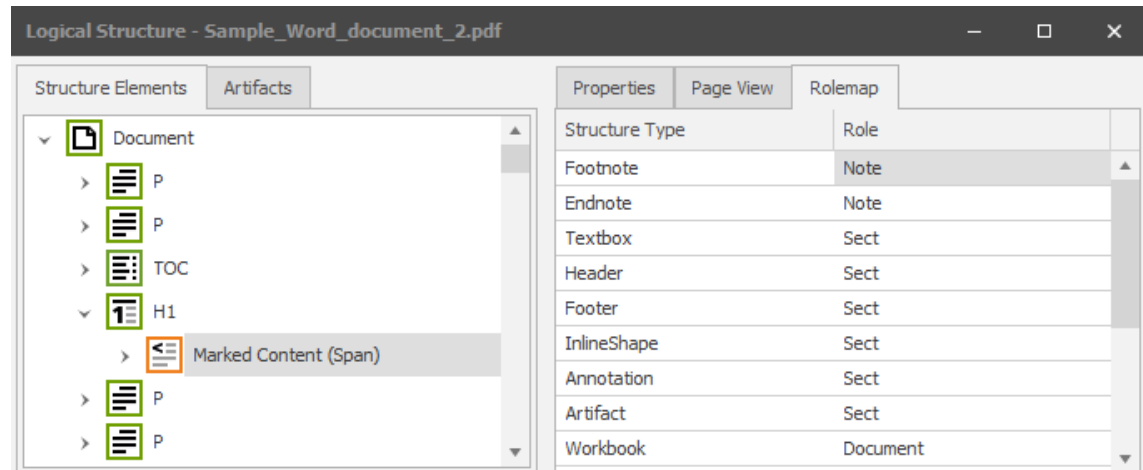 Logical Structure - Sample_Word_document_2.pdf
Structure Elements Artifacts
Document
P
P
TOC
H1
Marked Content (Span)
P
P
Properties Page View Rolemap
Structure Type Role
Footnote Note
Endnote Note
Textbox Sect
Header Sect
Footer Sect
InlineShape Sect
Annotation Sect
Artifact Sect
Workbook Document